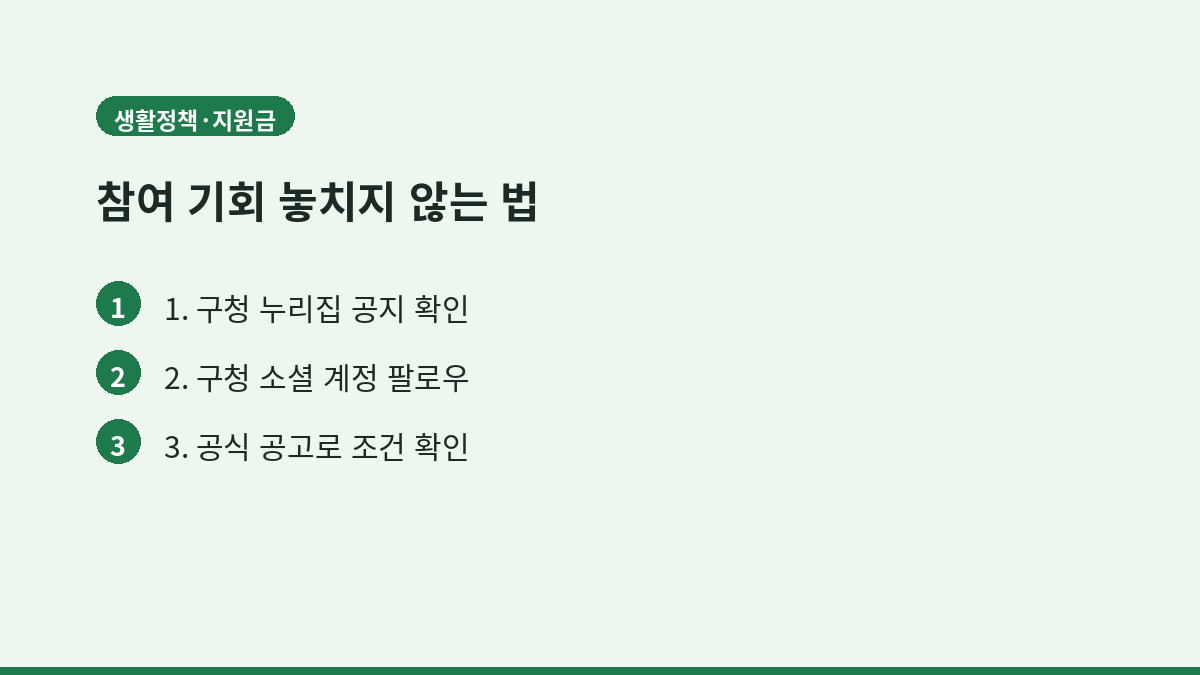 생활정책·지원금
참여 기회 놓치지 않는 법
1 1. 구청 누리집 공지 확인
2 2. 구청 소셜 계정 팔로우
3 3. 공식 공고로 조건 확인